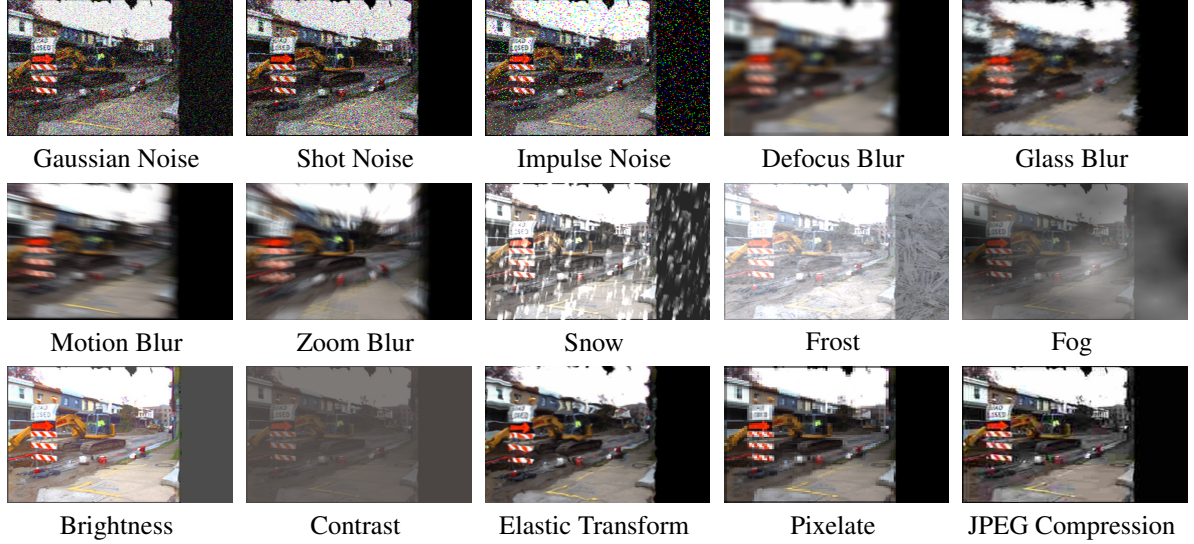 Gaussian Noise
Shot Noise
Impulse Noise
Defocus Blur
Glass Blur
Motion Blur
Zoom Blur
Snow
Frost
Fog
Brightness
Contrast
Elastic Transform
Pixelate
JPEG Compression